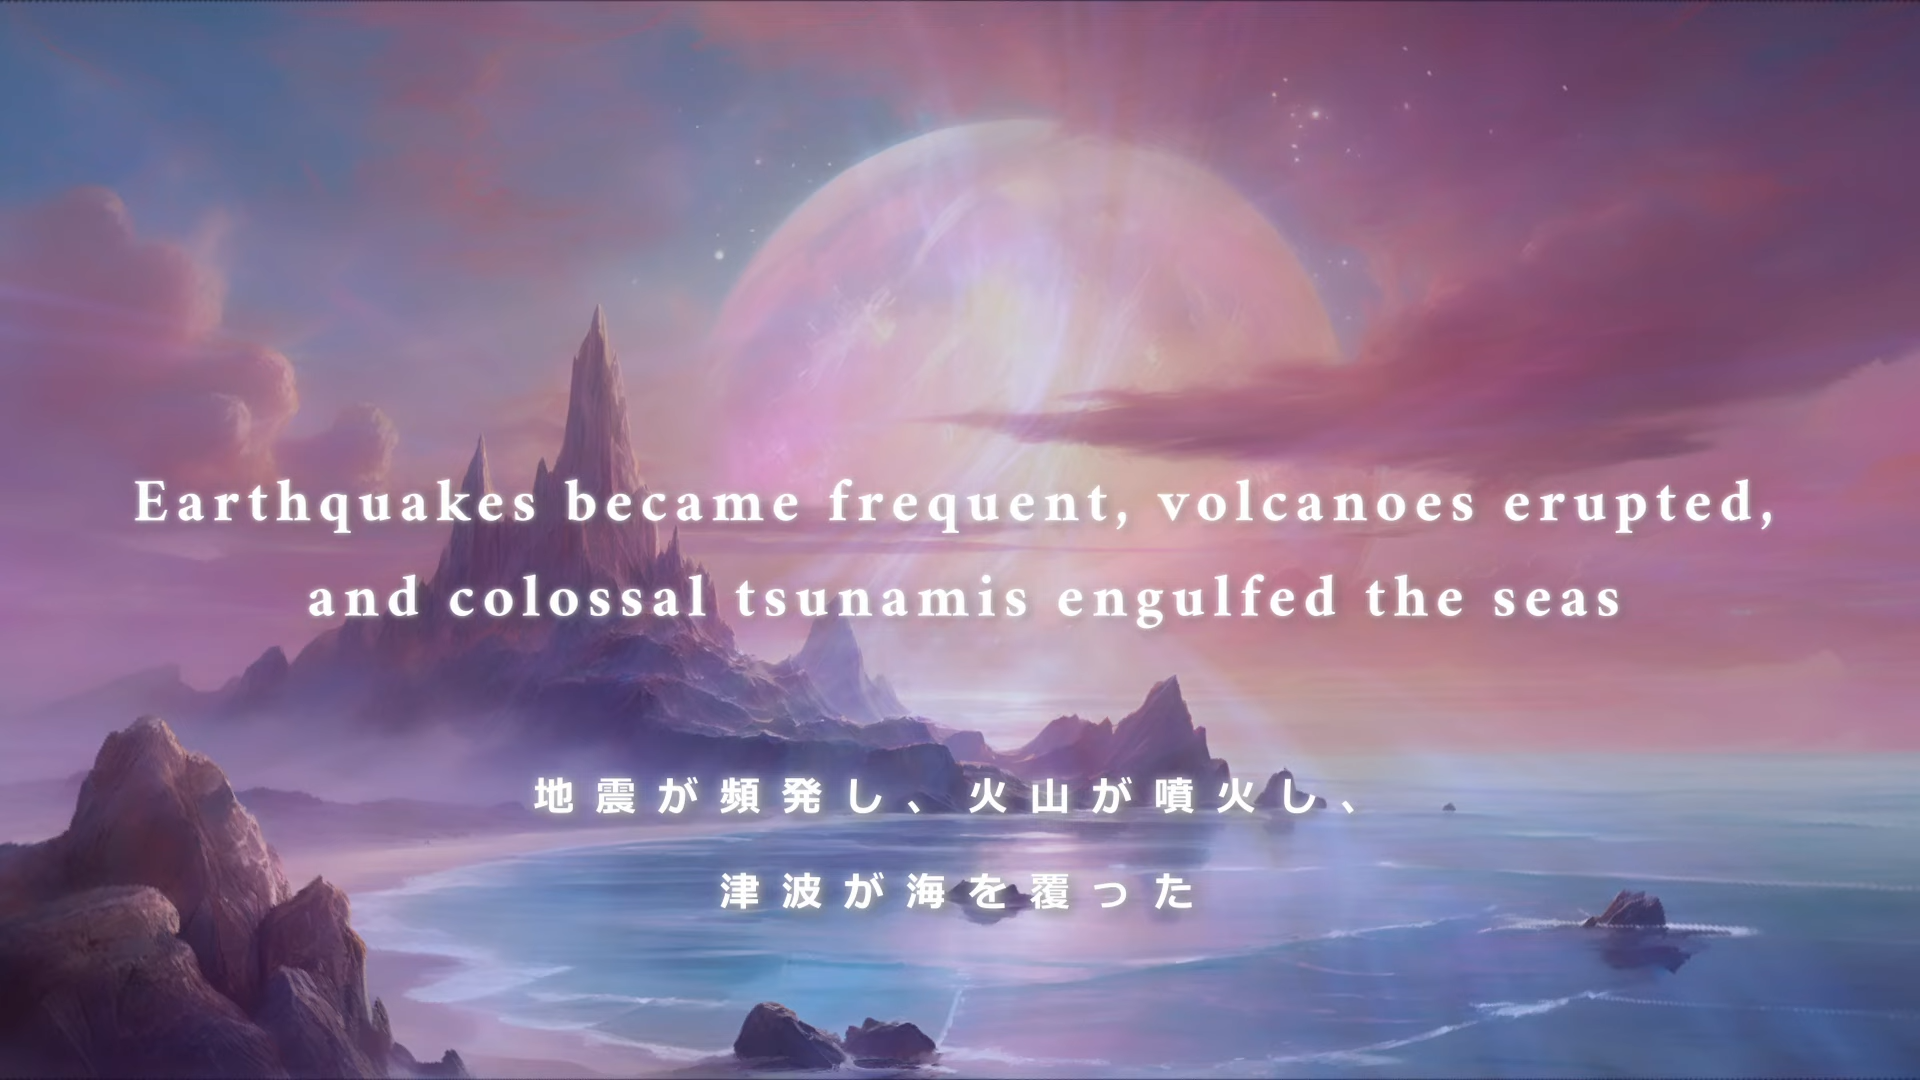 Earthquakes became frequent, volcanoes erupted,
and colossal tsunamis engulfed the seas
地震が頻発し、火山が噴火し、
津波が海を覆った